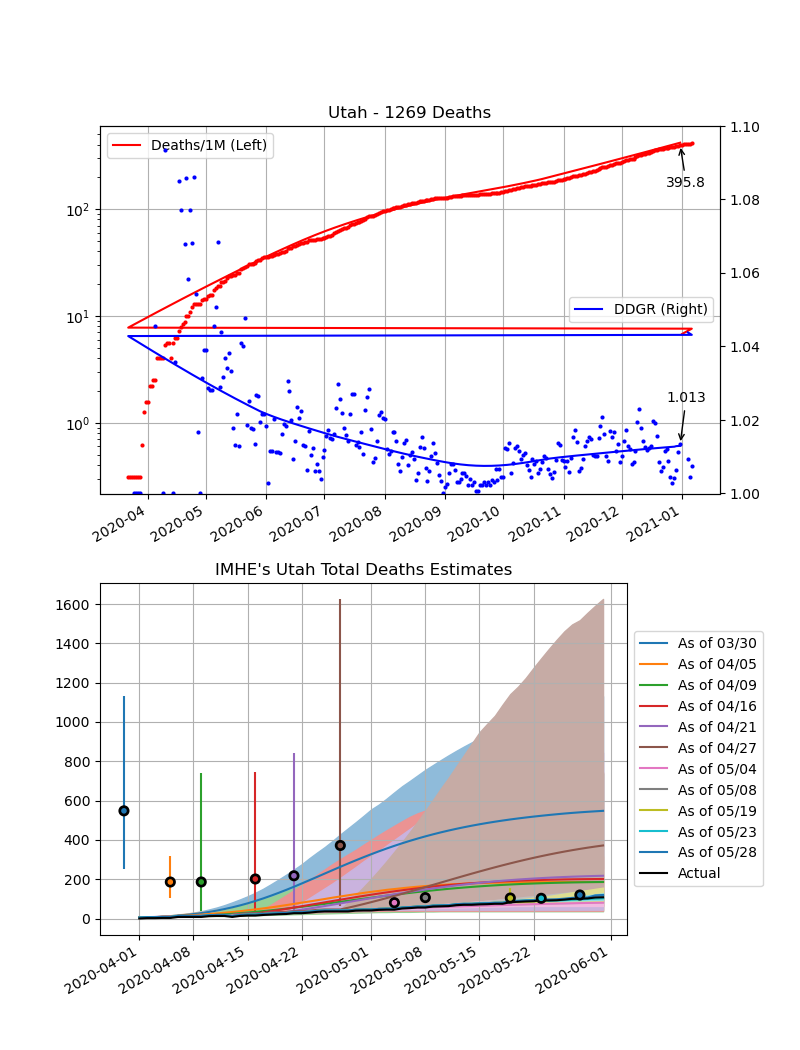 Utah - 1269 Deaths
Deaths/1M (Left)
DDGR (Right)
395.8
1.013
10²
10¹
10⁰
1.10
1.08
1.06
1.04
1.02
1.00
2020-04
2020-05
2020-06
2020-07
2020-08
2020-09
2020-10
2020-11
2020-12
2021-01
IMHE's Utah Total Deaths Estimates
1600
1400
1200
1000
800
600
400
200
0
2020-04-01
2020-04-08
2020-04-15
2020-04-22
2020-05-01
2020-05-08
2020-05-15
2020-05-22
2020-06-01
As of 03/30
As of 04/05
As of 04/09
As of 04/16
As of 04/21
As of 04/27
As of 05/04
As of 05/08
As of 05/19
As of 05/23
As of 05/28
Actual